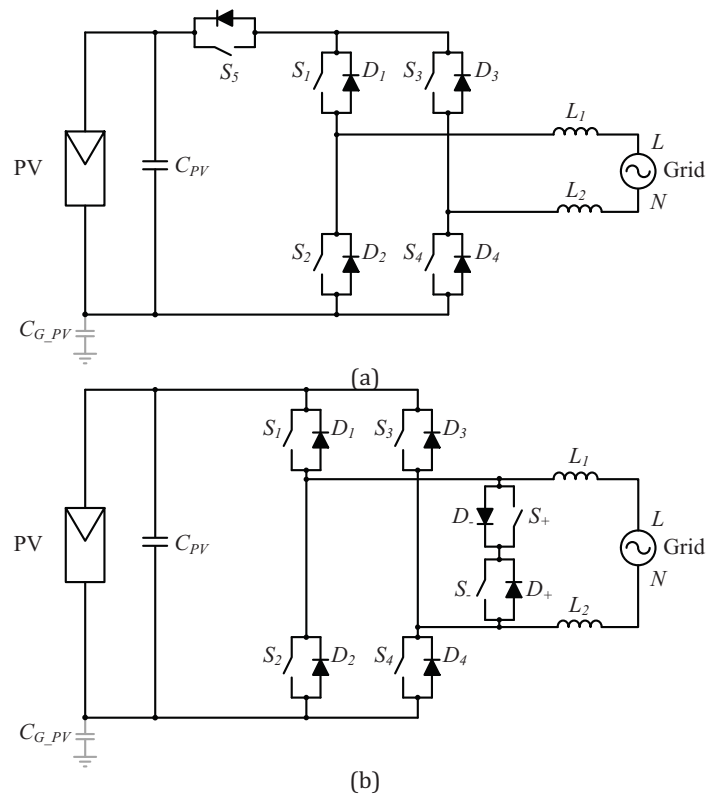 S5
S1 D1 S3 D3
L1
L
PV CPV Grid
L2
N
S2 D2 S4 D4
CG_PV
(a)
S1 D1 S3 D3
L1
D- S+
L
PV CPV Grid
N
S- D+
L2
S2 D2 S4 D4
CG_PV
(b)